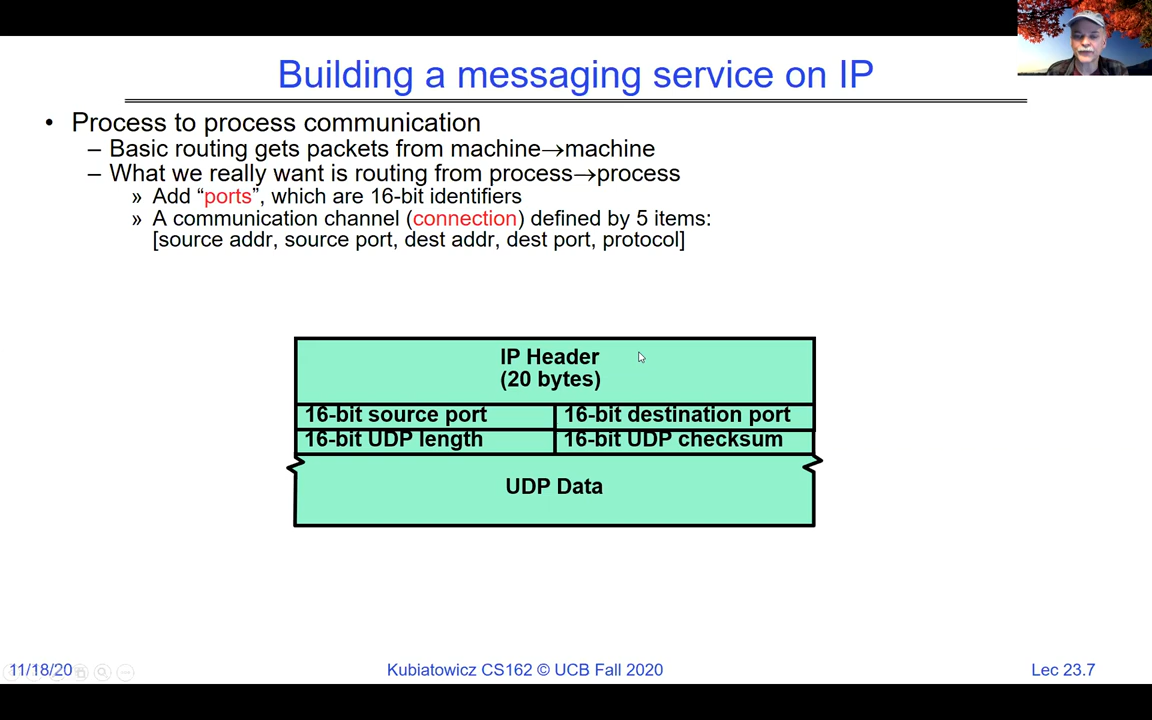 Building a messaging service on IP
• Process to process communication
– Basic routing gets packets from machine→machine
– What we really want is routing from process→process
» Add “ports”, which are 16-bit identifiers
» A communication channel (connection) defined by 5 items:
[source addr, source port, dest addr, dest port, protocol]
IP Header
(20 bytes)
16-bit source port 16-bit destination port
16-bit UDP length 16-bit UDP checksum
UDP Data
11/18/20 Kubiatowicz CS162 © UCB Fall 2020 Lec 23.7